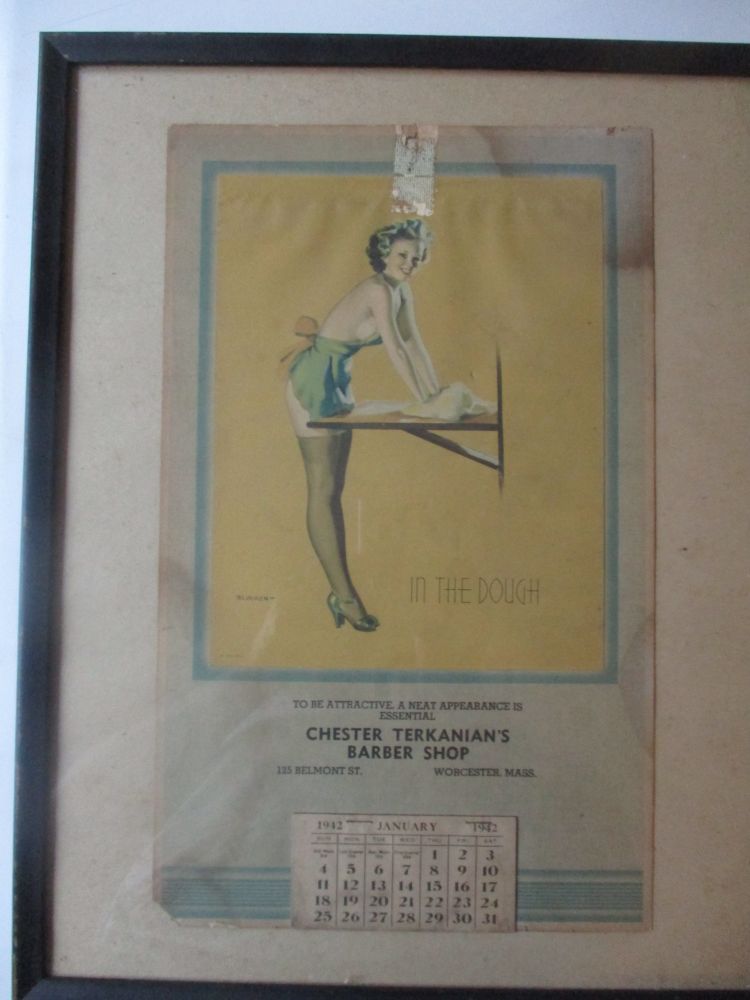 IN THE DOUGH
TO BE ATTRACTIVE, A NEAT APPEARANCE IS
ESSENTIAL
CHESTER TERKANIAN'S
BARBER SHOP
125 BELMONT ST. WORCESTER, MASS.
1942 JANUARY 1942
SUN MON TUE WED THU FRI SAT
1 2 3
4 5 6 7 8 9 10
11 12 13 14 15 16 17
18 19 20 21 22 23 24
25 26 27 28 29 30 31